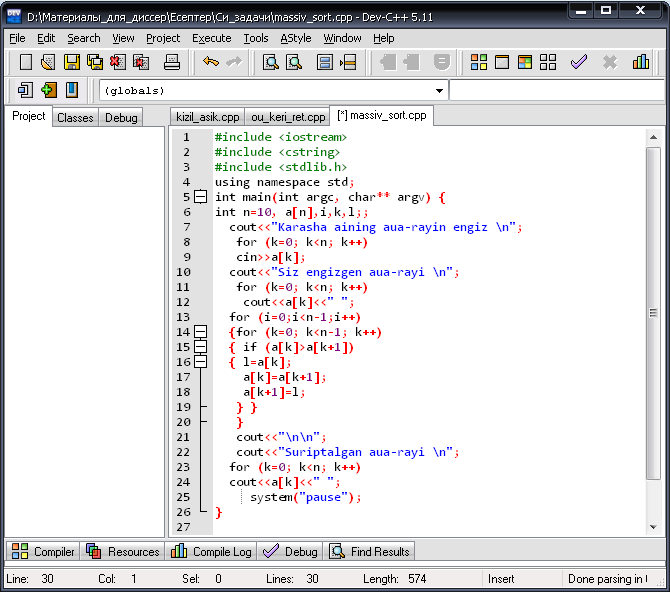 D:\Материалы_для_диссер\Есептер\Си_задачи\massiv_sort.cpp - Dev-C++ 5.11
File Edit Search View Project Execute Tools AStyle Window Help
(globals)
Project Classes Debug kizil_asik.cpp ou_keri_ret.cpp [*] massiv_sort.cpp
1 #include <iostream>
2 #include <cstring>
3 #include <stdlib.h>
4 using namespace std;
5 int main(int argc, char** argv) {
6 int n=10, a[n],i,k,l;;
7 cout<<"Karasha aining aua-rayin engiz \n";
8 for (k=0; k<n; k++)
9 cin>>a[k];
10 cout<<"Siz engizgen aua-rayi \n";
11 for (k=0; k<n; k++)
12 cout<<a[k]<<" ";
13 for (i=0;i<n-1;i++)
14 {for (k=0; k<n-1; k++)
15 { if (a[k]>a[k+1])
16 { l=a[k];
17 a[k]=a[k+1];
18 a[k+1]=l;
19 } }
20 }
21 cout<<"\n\n";
22 cout<<"Suriptalgan aua-rayi \n";
23 for (k=0; k<n; k++)
24 cout<<a[k]<<" ";
25 system("pause");
26 }
27
Compiler Resources Compile Log Debug Find Results
Line: 30 Col: 1 Sel: 0 Lines: 30 Length: 574 Insert Done parsing in